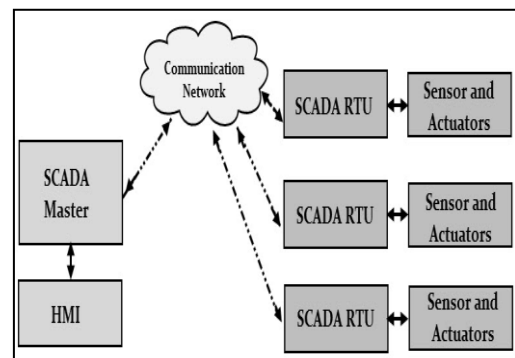 Communication
Network
SCADA RTU
Sensor and
Actuators
SCADA
Master
SCADA RTU
Sensor and
Actuators
HMI
SCADA RTU
Sensor and
Actuators